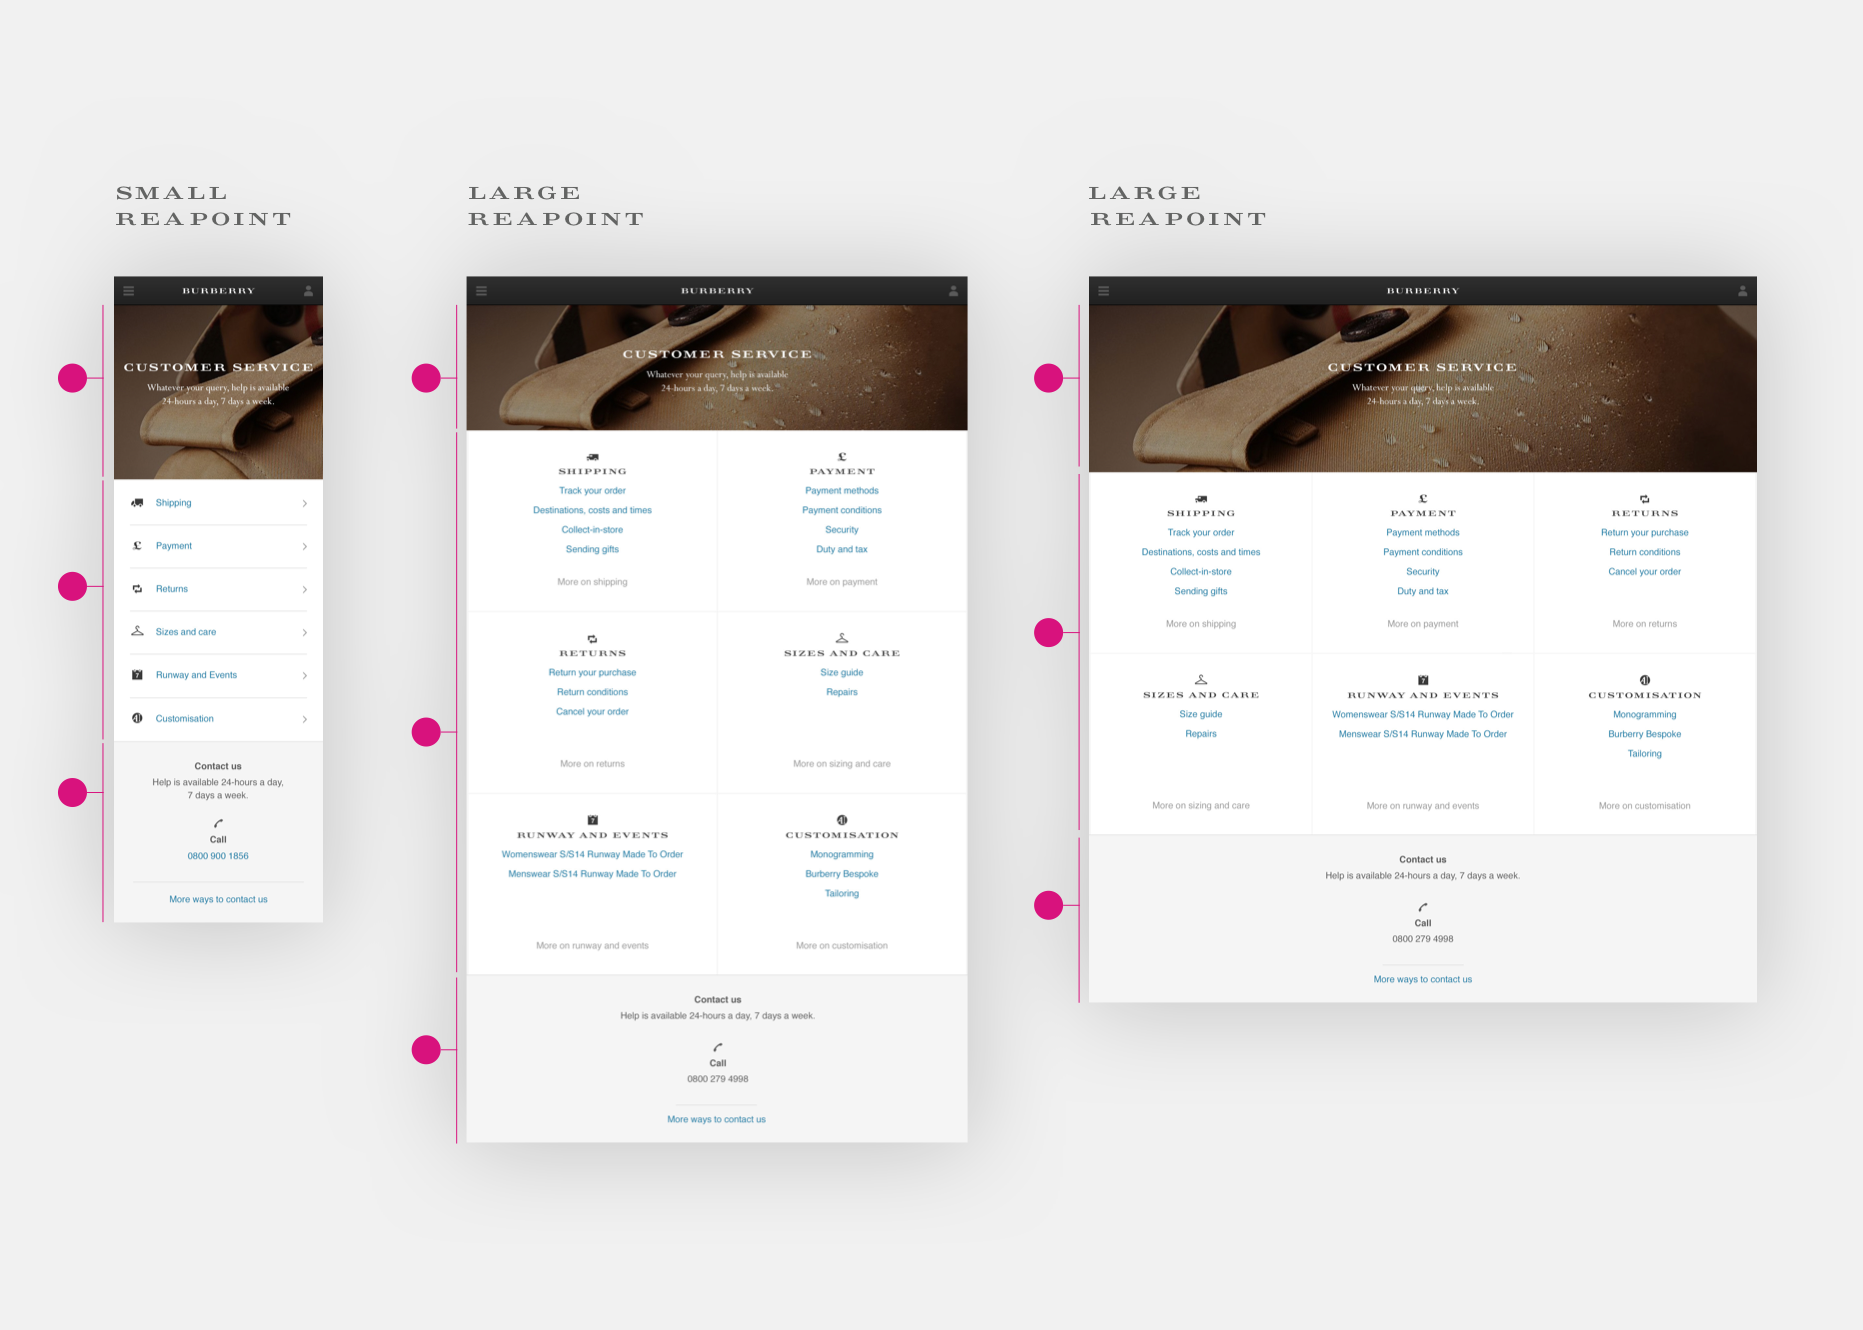 SMALL
REAPOINT
BURBERRY
CUSTOMER SERVICE
Whatever your query, help is available
24-hours a day, 7 days a week.
Shipping
£ Payment
Returns
Sizes and care
7 Runway and Events
Customisation
Contact us
Help is available 24-hours a day,
7 days a week.
Call
0800 900 1856
More ways to contact us
LARGE
REAPOINT
BURBERRY
CUSTOMER SERVICE
Whatever your query, help is available
24-hours a day, 7 days a week.
SHIPPING
Track your order
Destinations, costs and times
Collect-in-store
Sending gifts
More on shipping
£
PAYMENT
Payment methods
Payment conditions
Security
Duty and tax
More on payment
RETURNS
Return your purchase
Return conditions
Cancel your order
More on returns
SIZES AND CARE
Size guide
Repairs
More on sizing and care
7
RUNWAY AND EVENTS
Womenswear S/S14 Runway Made To Order
Menswear S/S14 Runway Made To Order
More on runway and events
CUSTOMISATION
Monogramming
Burberry Bespoke
Tailoring
More on customisation
Contact us
Help is available 24-hours a day, 7 days a week.
Call
0800 279 4998
More ways to contact us
LARGE
REAPOINT
BURBERRY
CUSTOMER SERVICE
Whatever your query, help is available
24-hours a day, 7 days a week.
SHIPPING
Track your order
Destinations, costs and times
Collect-in-store
Sending gifts
More on shipping
£
PAYMENT
Payment methods
Payment conditions
Security
Duty and tax
More on payment
RETURNS
Return your purchase
Return conditions
Cancel your order
More on returns
SIZES AND CARE
Size guide
Repairs
More on sizing and care
7
RUNWAY AND EVENTS
Womenswear S/S14 Runway Made To Order
Menswear S/S14 Runway Made To Order
More on runway and events
CUSTOMISATION
Monogramming
Burberry Bespoke
Tailoring
More on customisation
Contact us
Help is available 24-hours a day, 7 days a week.
Call
0800 279 4998
More ways to contact us